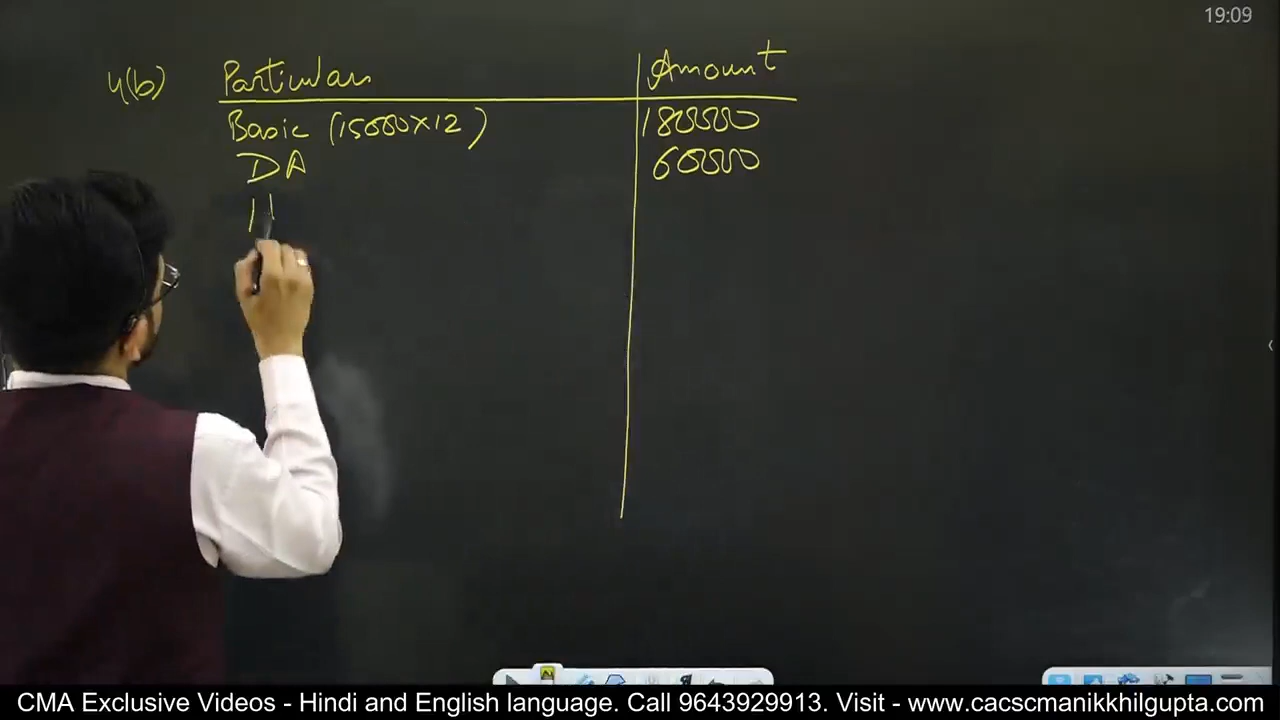 19:09
4(b) Particulars Amount
Basic (15000×12) 180000
DA 60000
CMA Exclusive Videos - Hindi and English language. Call 9643929913. Visit - www.cacscmanikkhilgupta.com